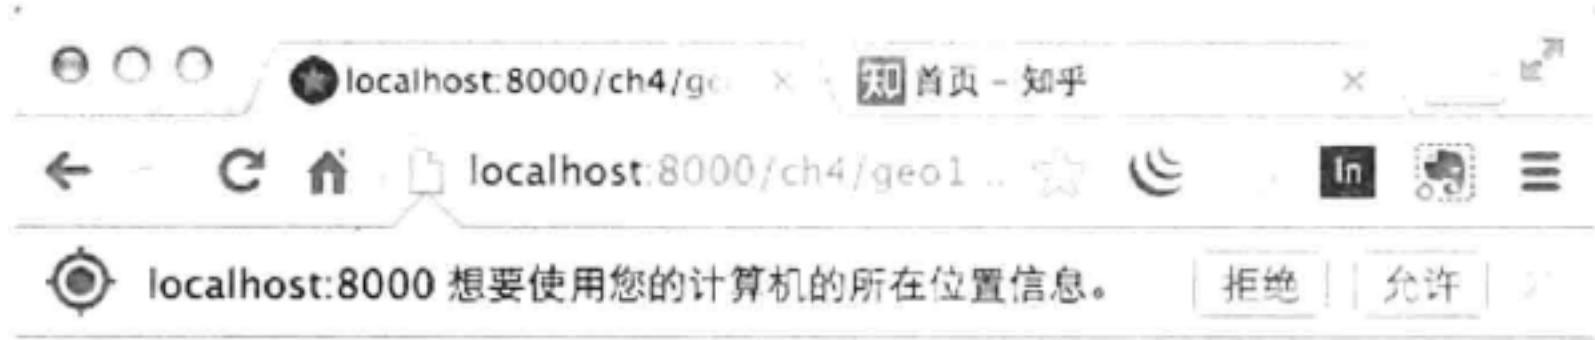 localhost:8000/ch4/ge × 知 首页 - 知乎 ×
localhost:8000/ch4/geo1 .. In
localhost:8000 想要使用您的计算机的所在位置信息。 拒绝 允许 ×